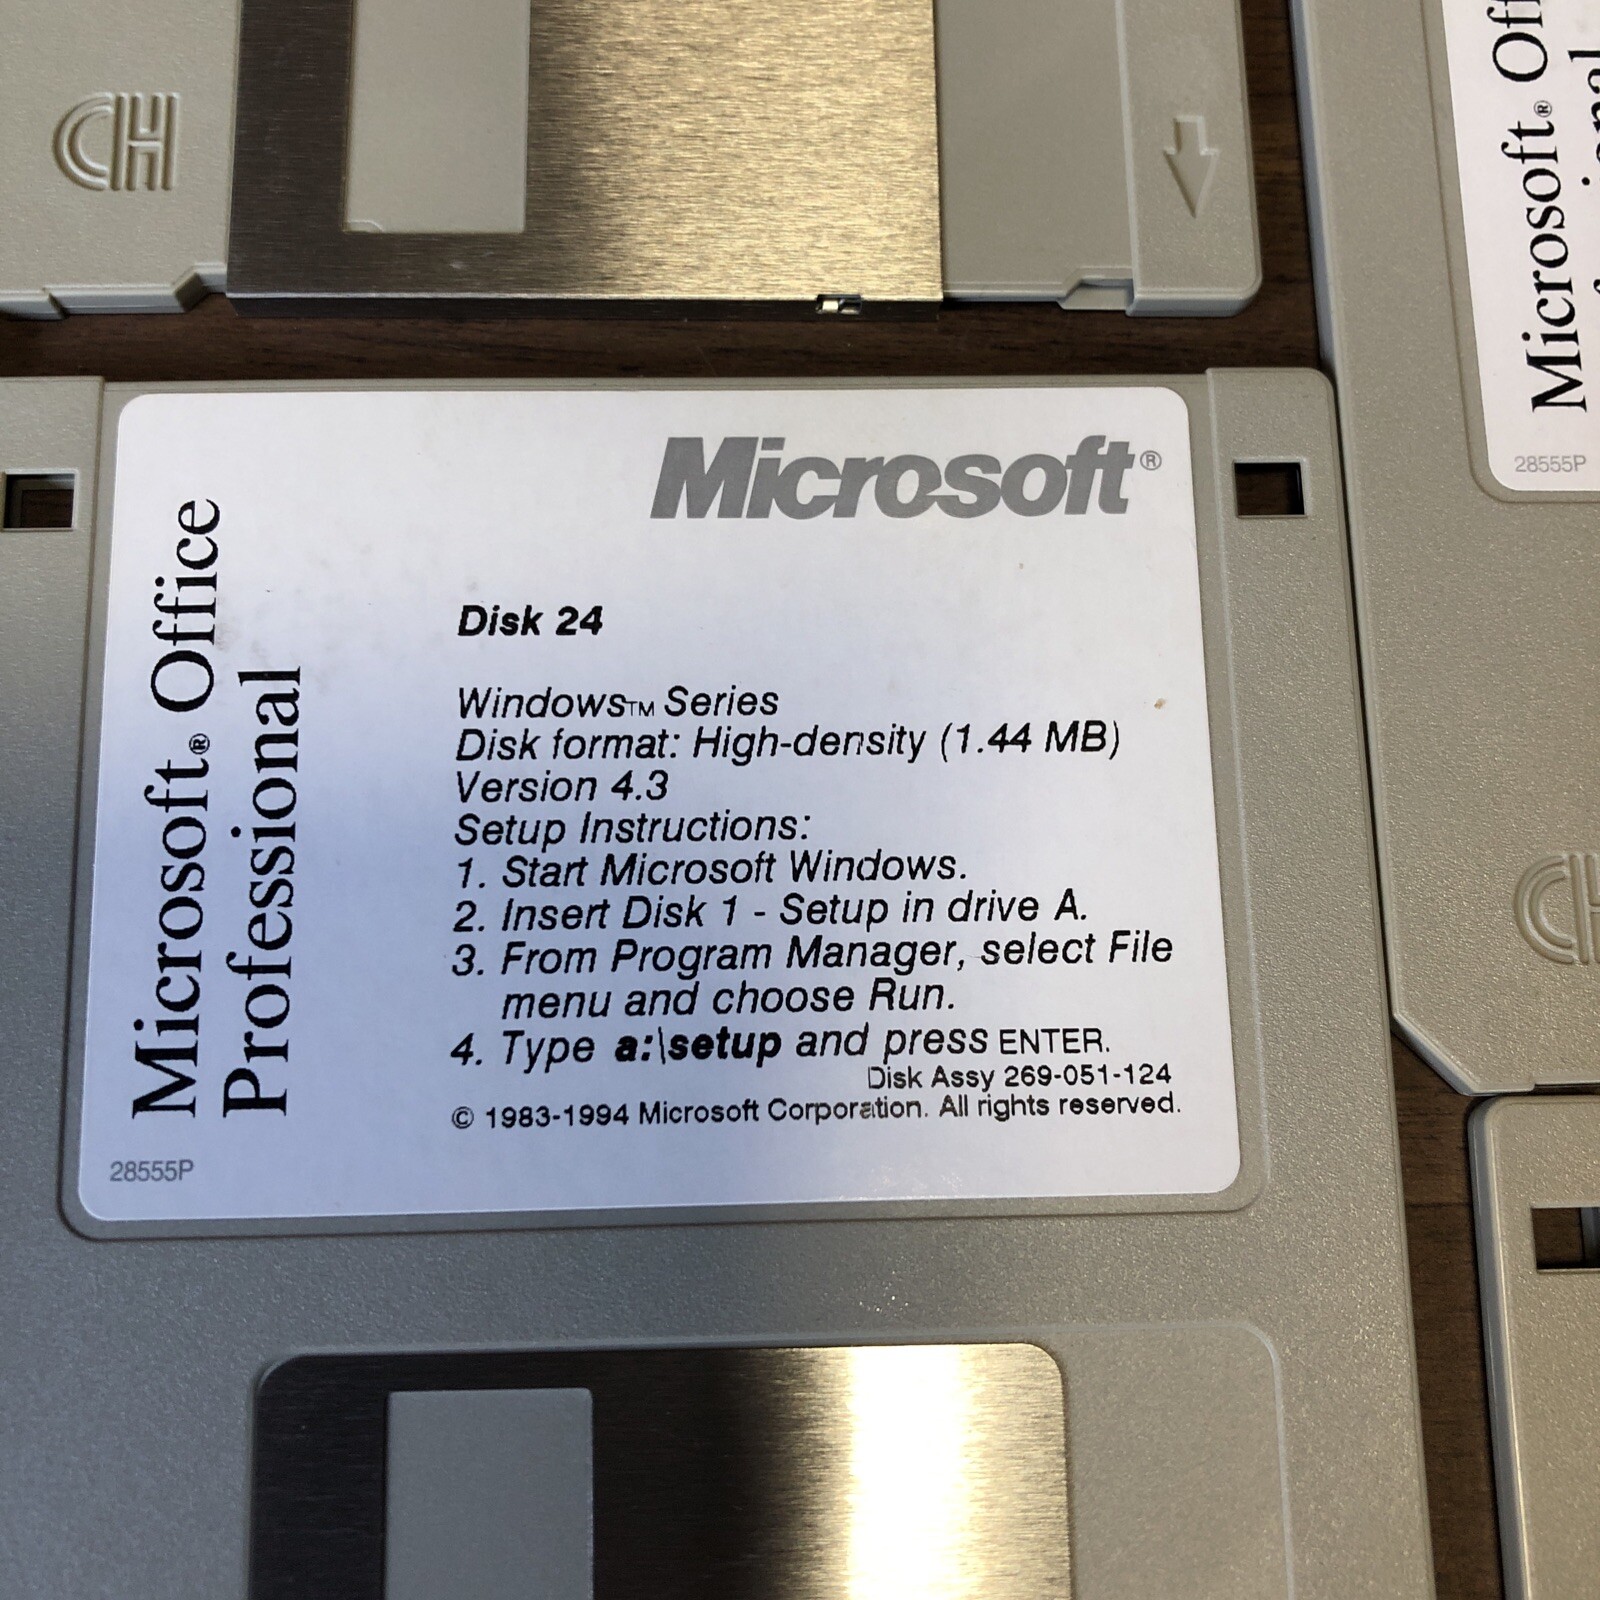 CH
Microsoft® Office
Professional
28555P
Microsoft®
Disk 24
Windows™ Series
Disk format: High-density (1.44 MB)
Version 4.3
Setup Instructions:
1. Start Microsoft Windows.
2. Insert Disk 1 - Setup in drive A.
3. From Program Manager, select File
menu and choose Run.
4. Type a:\setup and press ENTER.
Disk Assy 269-051-124
© 1983-1994 Microsoft Corporation. All rights reserved.
Microsoft®
28555P